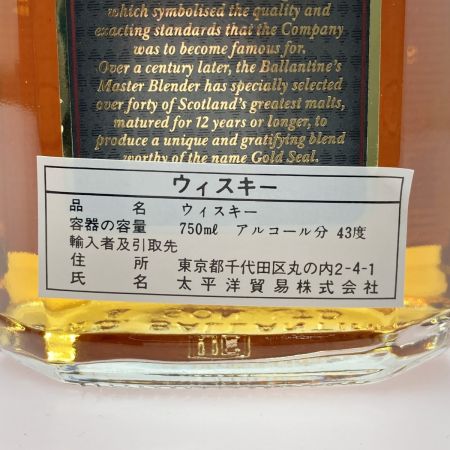 which symbolised the quality and
exacting standards that the Company
was to become famous for.
Over a century later, the Ballantine's
Master Blender has specially selected
over forty of Scotland's greatest malts,
matured for 12 years or longer, to
produce a unique and gratifying blend
worthy of the name Gold Seal.
ウィスキー
品 名 ウィスキー
容器の容量 750ml アルコール分 43度
輸入者及引取先
住 所 東京都千代田区丸の内2-4-1
氏 名 太平洋貿易株式会社